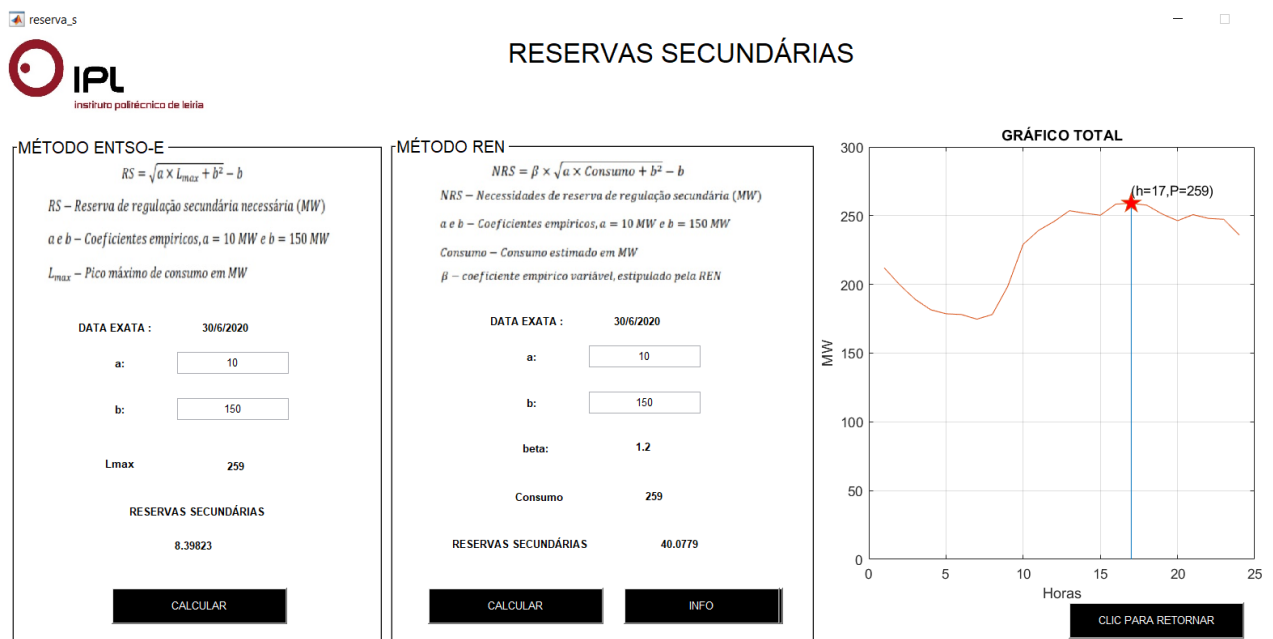 reserva_s
IPL
instituto politécnico de leiria
RESERVAS SECUNDÁRIAS
MÉTODO ENTSO-E
RS = √(a × L_max + b²) − b
RS − Reserva de regulação secundária necessária (MW)
a e b − Coeficientes empiricos, a = 10 MW e b = 150 MW
L_max − Pico máximo de consumo em MW
DATA EXATA : 30/6/2020
a: 10
b: 150
Lmax 259
RESERVAS SECUNDÁRIAS
8.39823
CALCULAR
MÉTODO REN
NRS = β × √(a × Consumo + b²) − b
NRS − Necessidades de reserva de regulação secundária (MW)
a e b − Coeficientes empiricos, a = 10 MW e b = 150 MW
Consumo − Consumo estimado em MW
β − coeficiente empirico variável, estipulado pela REN
DATA EXATA : 30/6/2020
a: 10
b: 150
beta: 1.2
Consumo 259
RESERVAS SECUNDÁRIAS 40.0779
CALCULAR INFO
GRÁFICO TOTAL
(h=17,P=259)
300
250
200
150
100
50
0
MW
0 5 10 15 20 25
Horas
CLIC PARA RETORNAR